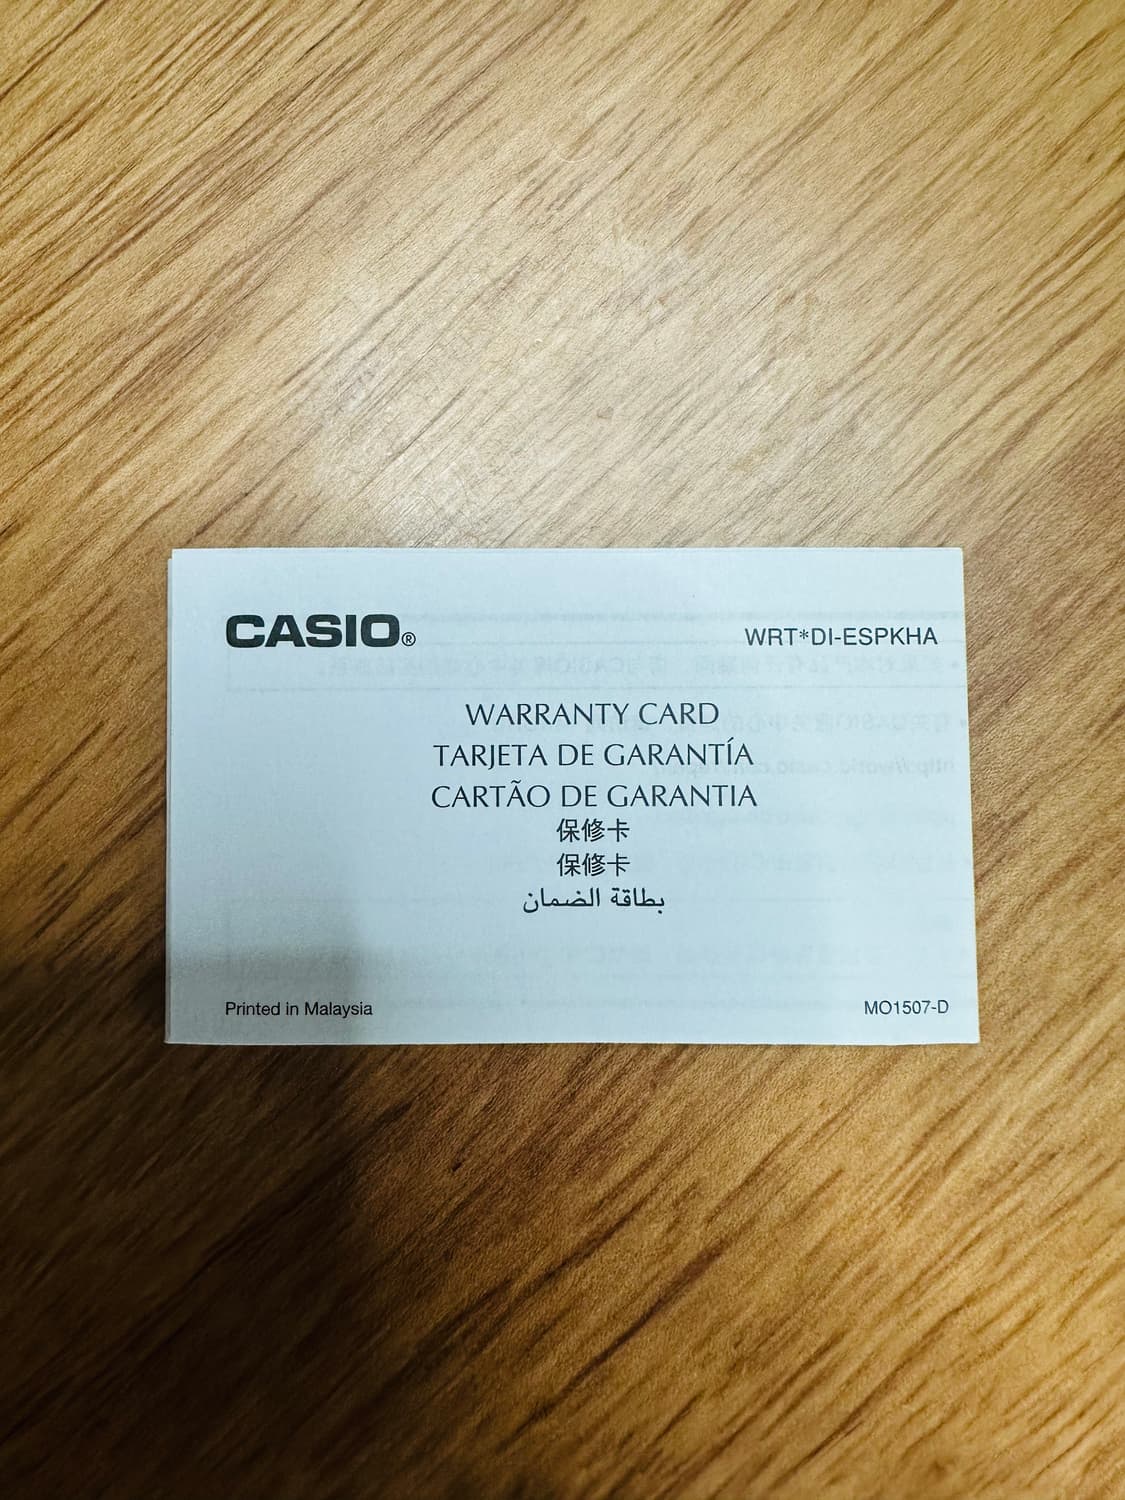 CASIO®
WRT*DI-ESPKHA
WARRANTY CARD
TARJETA DE GARANTÍA
CARTÃO DE GARANTIA
保修卡
保修卡
بطاقة الضمان
Printed in Malaysia
MO1507-D